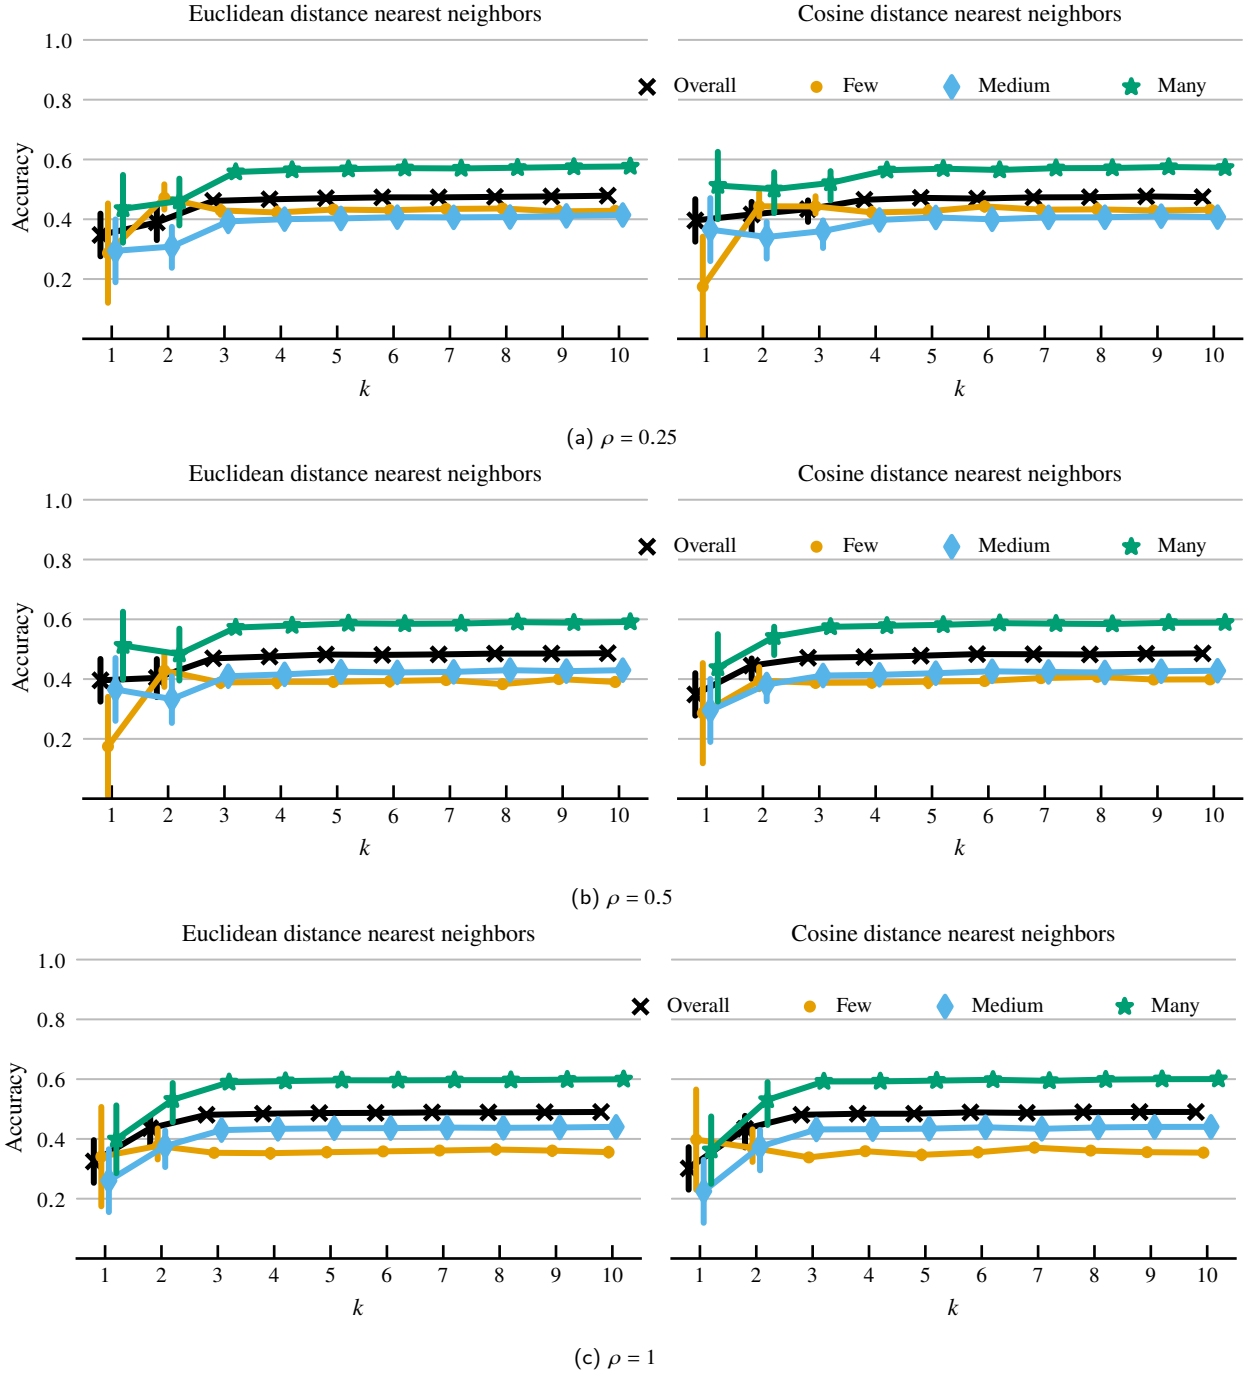 Euclidean distance nearest neighbors
Cosine distance nearest neighbors
1.0
0.8
0.6
0.4
0.2
Accuracy
Overall Few Medium Many
1 2 3 4 5 6 7 8 9 10
1 2 3 4 5 6 7 8 9 10
k
k
(a) ρ = 0.25
Euclidean distance nearest neighbors
Cosine distance nearest neighbors
1.0
0.8
0.6
0.4
0.2
Accuracy
Overall Few Medium Many
1 2 3 4 5 6 7 8 9 10
1 2 3 4 5 6 7 8 9 10
k
k
(b) ρ = 0.5
Euclidean distance nearest neighbors
Cosine distance nearest neighbors
1.0
0.8
0.6
0.4
0.2
Accuracy
Overall Few Medium Many
1 2 3 4 5 6 7 8 9 10
1 2 3 4 5 6 7 8 9 10
k
k
(c) ρ = 1